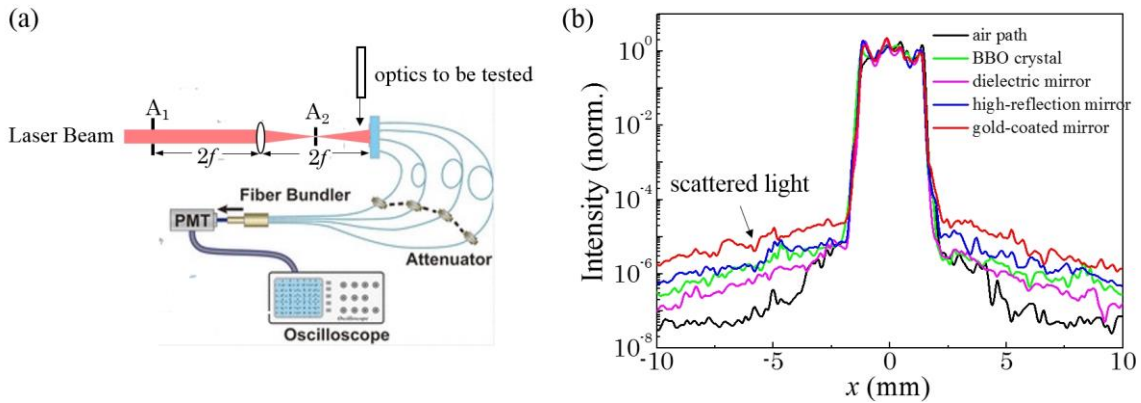 (a)
optics to be tested
A₁
A₂
Laser Beam
2f
2f
Fiber Bundler
PMT
Attenuator
Oscilloscope
Oscilloscope
(b)
air path
BBO crystal
dielectric mirror
high-reflection mirror
gold-coated mirror
scattered light
Intensity (norm.)
10⁰
10⁻²
10⁻⁴
10⁻⁶
10⁻⁸
-10
-5
0
5
10
x (mm)